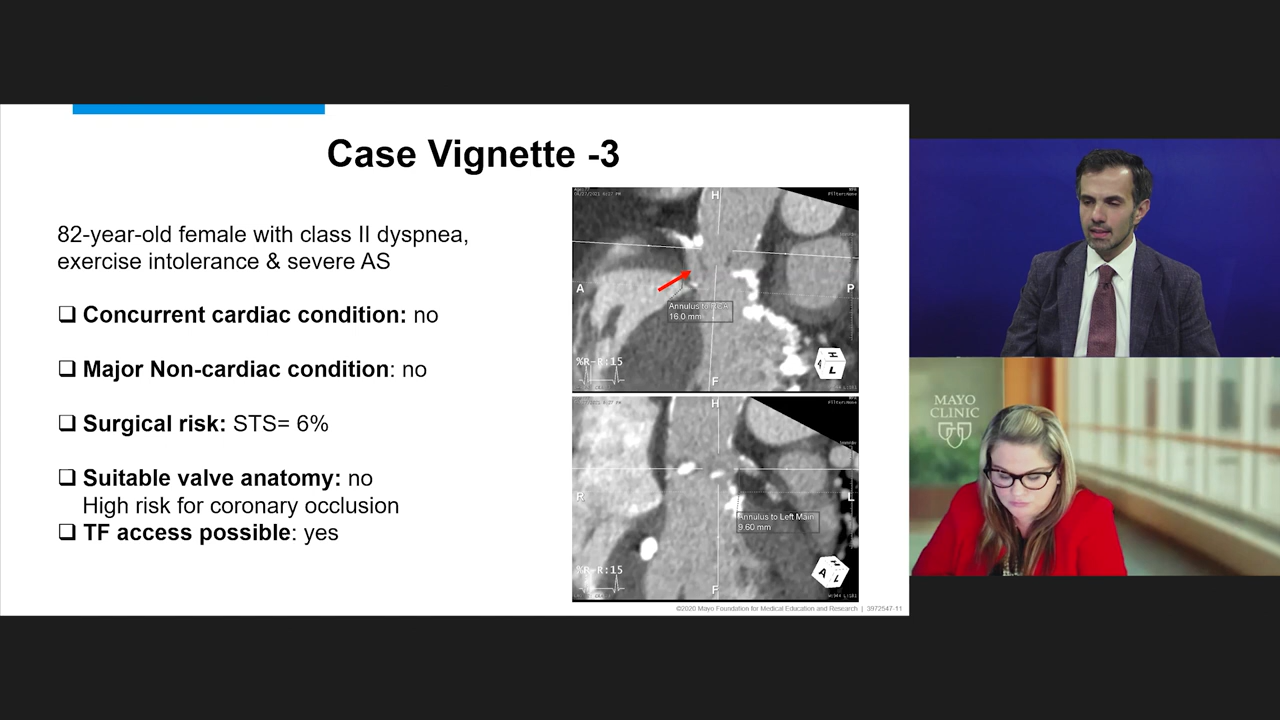 Case Vignette -3
82-year-old female with class II dyspnea,
exercise intolerance & severe AS
❑ Concurrent cardiac condition: no
❑ Major Non-cardiac condition: no
❑ Surgical risk: STS= 6%
❑ Suitable valve anatomy: no
High risk for coronary occlusion
❑ TF access possible: yes
H
A
P
Annulus to RCA
16.0 mm
%R-R:15
F
H
R
L
Annulus to Left Main
9.60 mm
%R-R:15
F
©2020 Mayo Foundation for Medical Education and Research | 3972547-11
MAYO
CLINIC